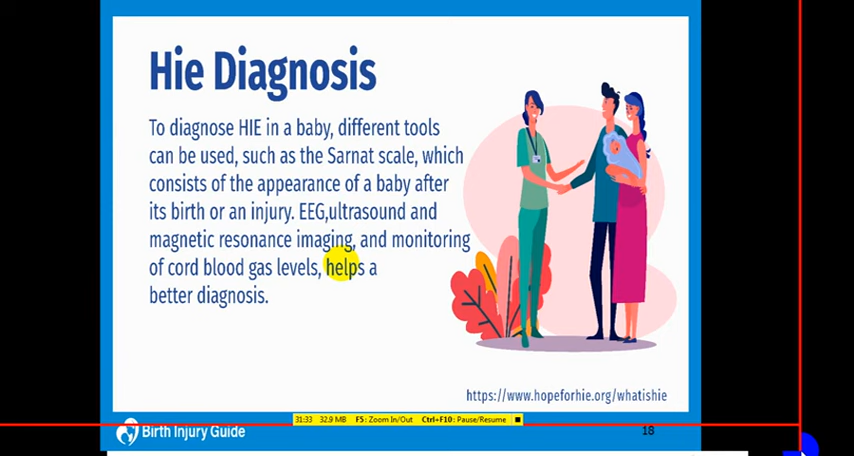 Hie Diagnosis
To diagnose HIE in a baby, different tools
can be used, such as the Sarnat scale, which
consists of the appearance of a baby after
its birth or an injury. EEG,ultrasound and
magnetic resonance imaging, and monitoring
of cord blood gas levels, helps a
better diagnosis.
https://www.hopeforhie.org/whatishie
31:33 32.9 MB F5: Zoom In/Out Ctrl+F10: Pause/Resume
Birth Injury Guide
18